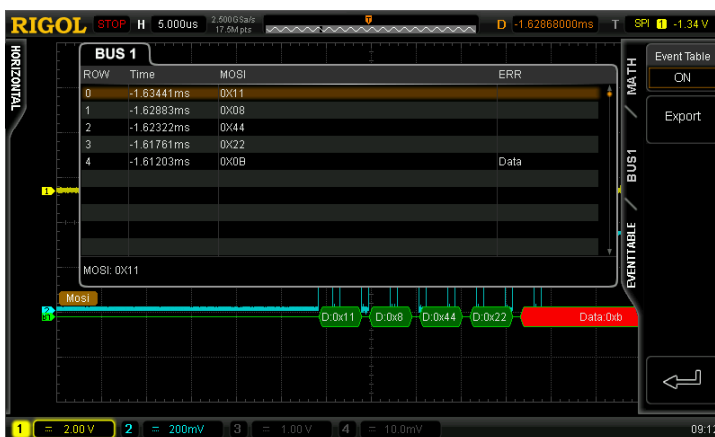 RIGOL STOP H 5.000us 2.500GSa/s 17.5Mpts T D -1.62868000ms T SPI 1 -1.34 V
HORIZONTAL
BUS 1
ROW Time MOSI ERR
0 -1.63441ms 0X11
1 -1.62883ms 0X08
2 -1.62322ms 0X44
3 -1.61761ms 0X22
4 -1.61203ms 0X0B Data
MOSI: 0X11
MATH
BUS1
EVENTTABLE
Event Table
ON
Export
1
Mosi
2
D:0x11 D:0x8 D:0x44 D:0x22 Data:0xb
1 = 2.00 V 2 = 200mV 3 = 1.00 V 4 = 10.0mV